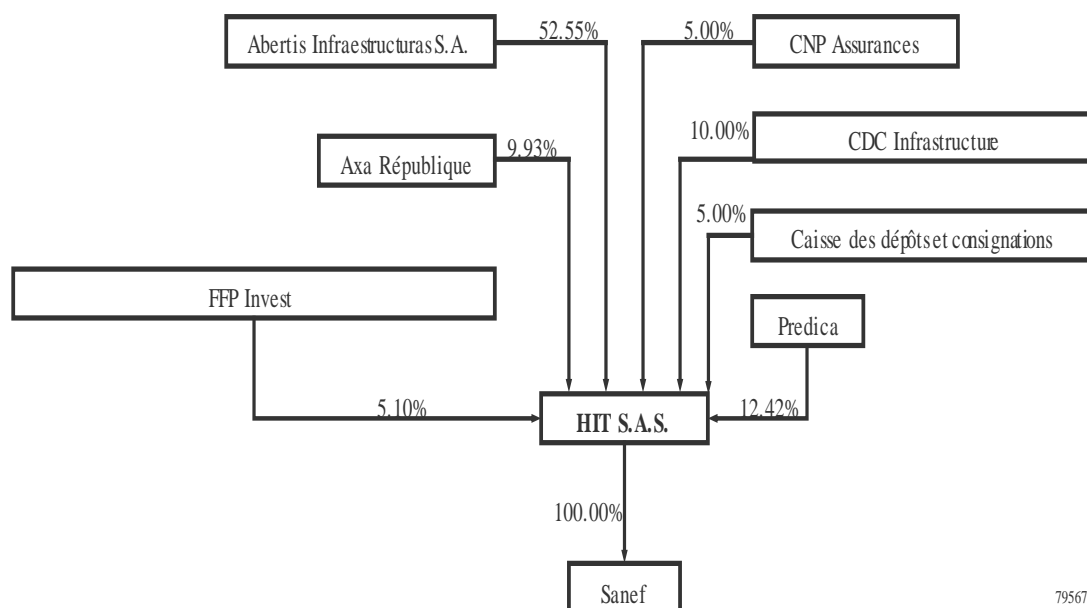 Abertis Infraestructuras S.A.
52.55%
5.00%
CNP Assurances
Axa République
9.93%
10.00%
CDC Infrastructure
5.00%
Caisse des dépôts et consignations
FFP Invest
Predica
5.10%
HIT S.A.S.
12.42%
100.00%
Sanef
79567